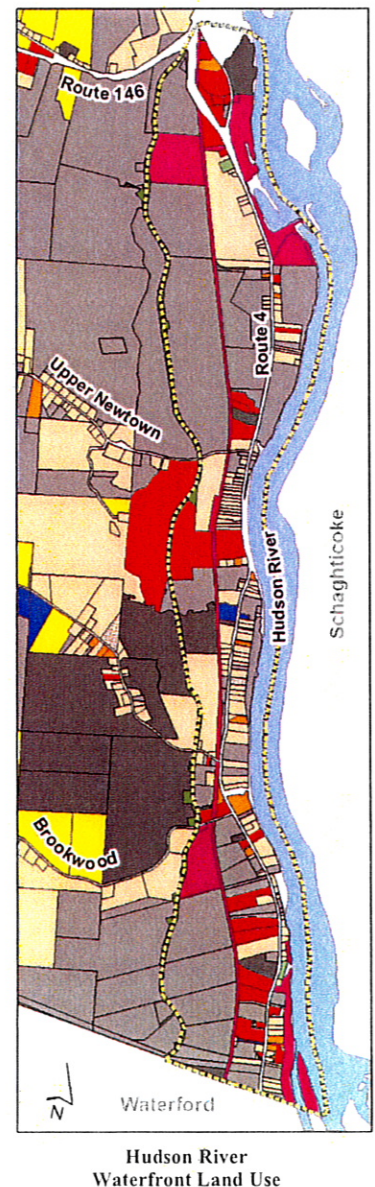 Route 146
Route 4
Upper Newtown
Hudson River
Schaghticoke
Brookwood
N
Waterford
Hudson River
Waterfront Land Use